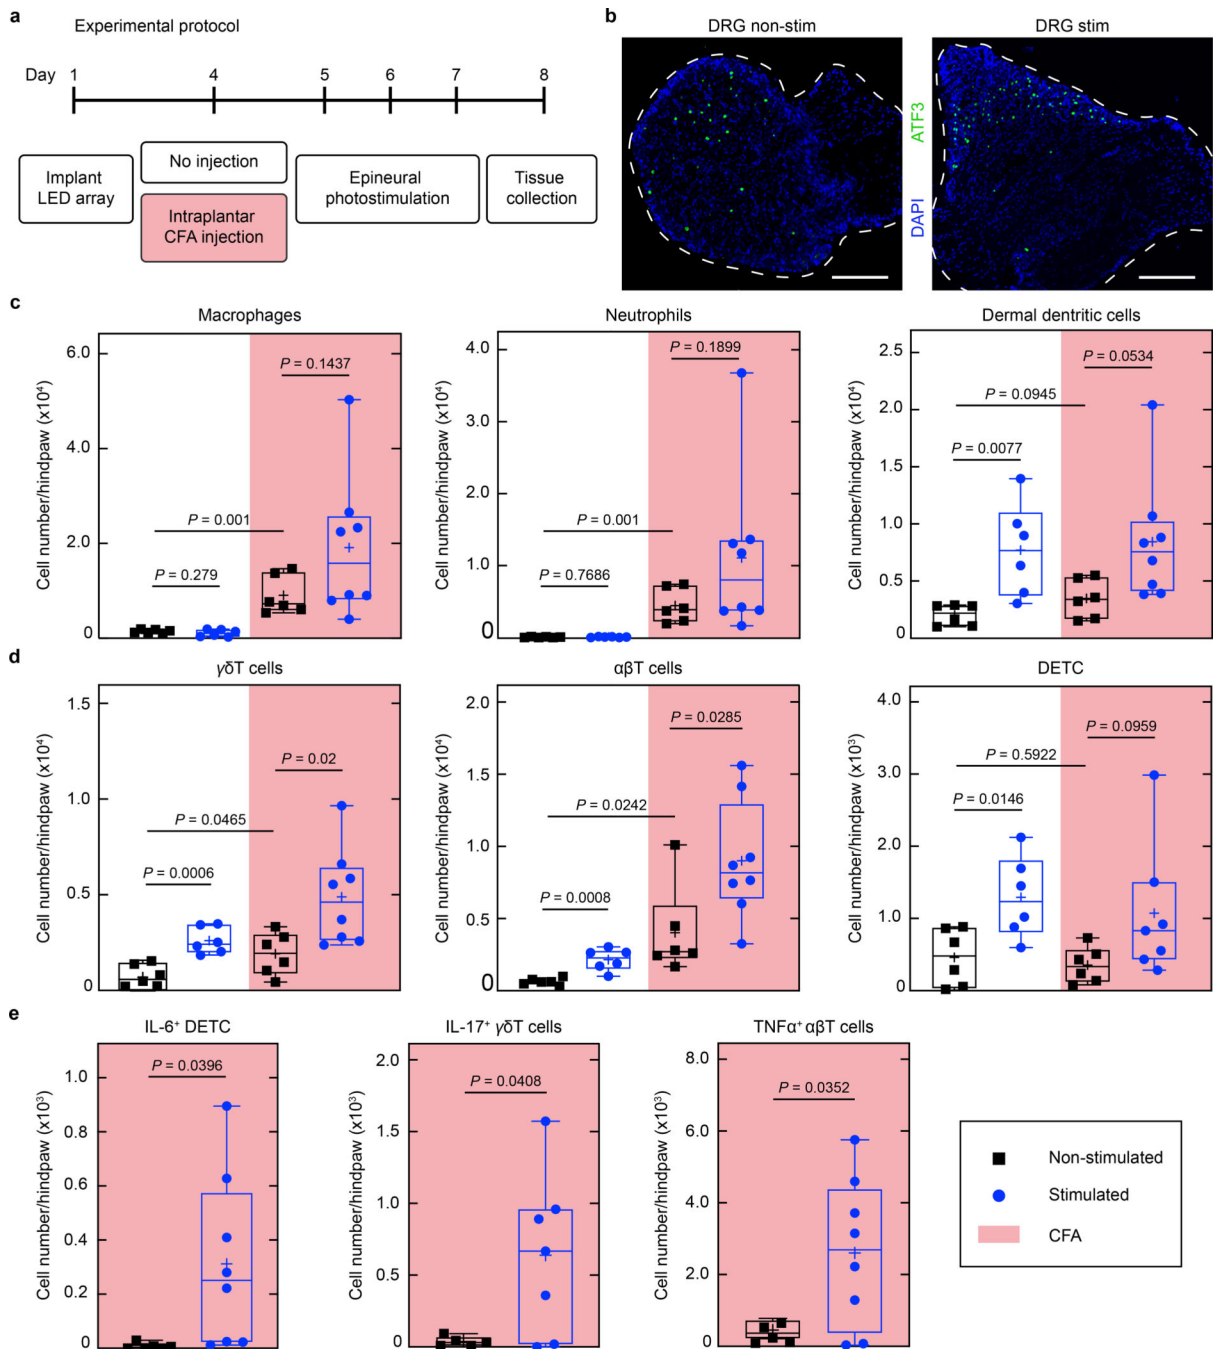 a
Experimental protocol
Day
1
4
5
6
7
8
Implant
LED array
No injection
Intraplantar
CFA injection
Epineural
photostimulation
Tissue
collection
b
DRG non-stim
DRG stim
DAPI ATF3
c
Macrophages
Cell number/hindpaw (x10⁴)
6.0
4.0
2.0
0
P = 0.279
P = 0.001
P = 0.1437
Neutrophils
Cell number/hindpaw (x10⁴)
4.0
3.0
2.0
1.0
0
P = 0.7686
P = 0.001
P = 0.1899
Dermal dentritic cells
Cell number/hindpaw (x10⁴)
2.5
2.0
1.5
1.0
0.5
0
P = 0.0077
P = 0.0945
P = 0.0534
d
γδT cells
Cell number/hindpaw (x10⁴)
1.5
1.0
0.5
0
P = 0.0006
P = 0.0465
P = 0.02
αβT cells
Cell number/hindpaw (x10⁴)
2.0
1.5
1.0
0.5
0
P = 0.0008
P = 0.0242
P = 0.0285
DETC
Cell number/hindpaw (x10³)
4.0
3.0
2.0
1.0
0
P = 0.0146
P = 0.5922
P = 0.0959
e
IL-6⁺ DETC
Cell number/hindpaw (x10³)
1.0
0.8
0.6
0.4
0.2
0
P = 0.0396
IL-17⁺ γδT cells
Cell number/hindpaw (x10³)
2.0
1.5
1.0
0.5
0
P = 0.0408
TNFα⁺ αβT cells
Cell number/hindpaw (x10³)
8.0
6.0
4.0
2.0
0
P = 0.0352
Non-stimulated
Stimulated
CFA